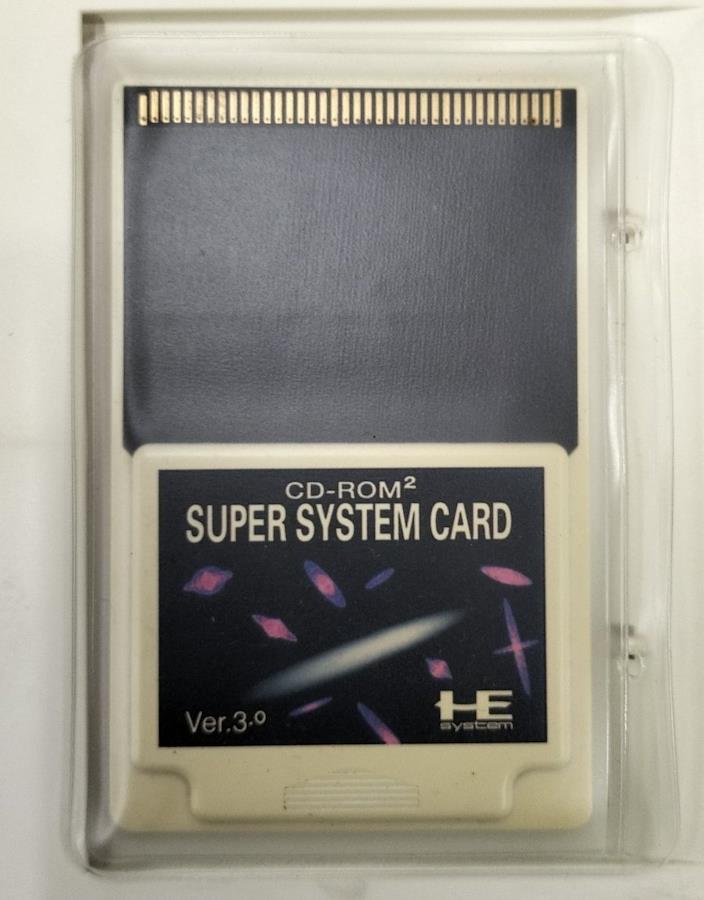 CD-ROM²
SUPER SYSTEM CARD
Ver.3.0
HE
system